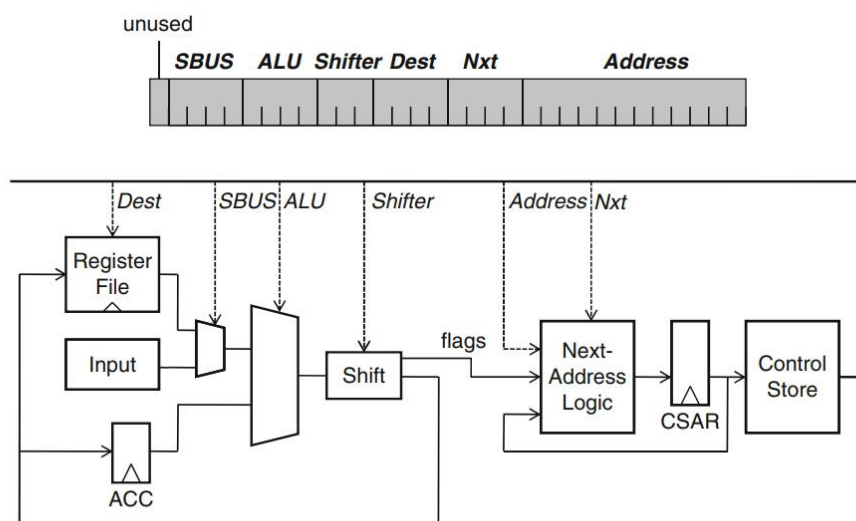 unused
SBUS ALU Shifter Dest Nxt Address
Dest SBUS ALU Shifter Address Nxt
Register
File
Input
ACC
Shift
flags
Next-
Address
Logic
CSAR
Control
Store